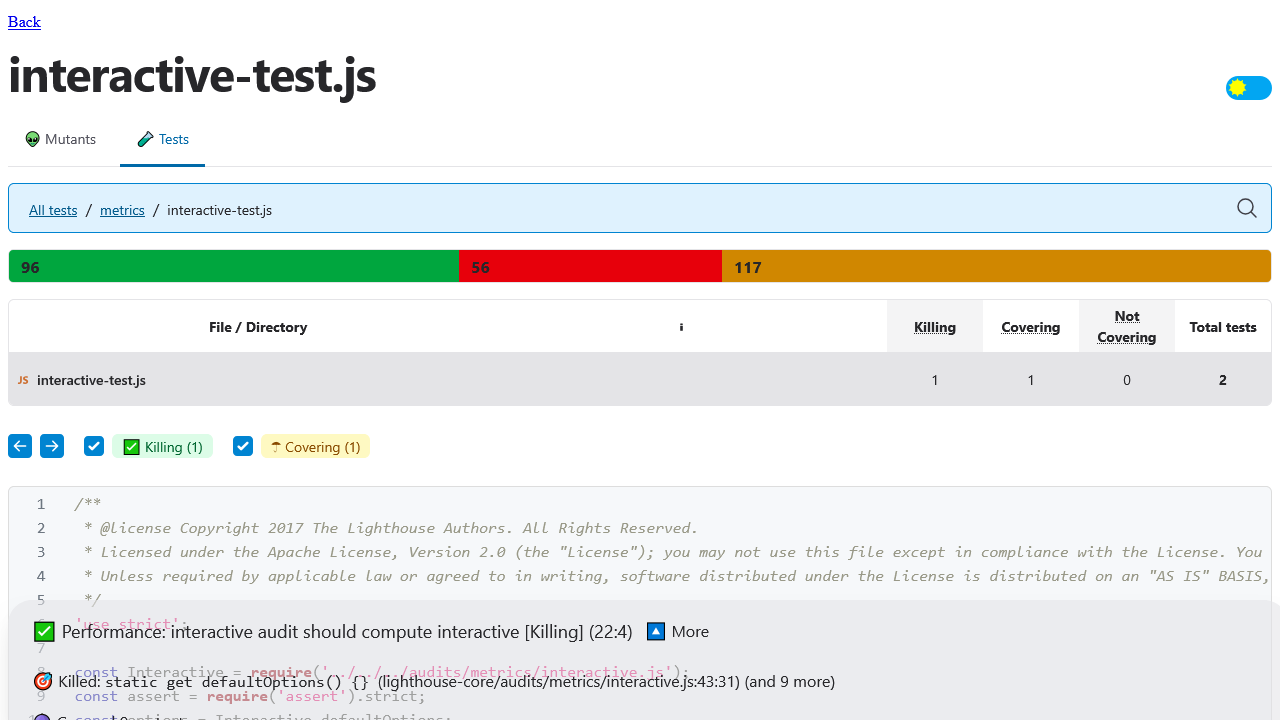 Back
interactive-test.js
👽 Mutants
🧪 Tests
All tests / metrics / interactive-test.js
96
56
117
File / Directory
ℹ
Killing
Covering
Not Covering
Total tests
JS interactive-test.js
1
1
0
2
✅ Killing (1)
☂ Covering (1)
1 /**
2 * @license Copyright 2017 The Lighthouse Authors. All Rights Reserved.
3 * Licensed under the Apache License, Version 2.0 (the "License"); you may not use this file except in compliance with the License. You
4 * Unless required by applicable law or agreed to in writing, software distributed under the License is distributed on an "AS IS" BASIS,
5 */
6 'use strict';
✅ Performance: interactive audit should compute interactive [Killing] (22:4) 🔼 More
7
8 const Interactive = require('../../../audits/metrics/interactive.js');
🎯 Killed: static get defaultOptions() {} (lighthouse-core/audits/metrics/interactive.js:43:31) (and 9 more)
9 const assert = require('assert').strict;